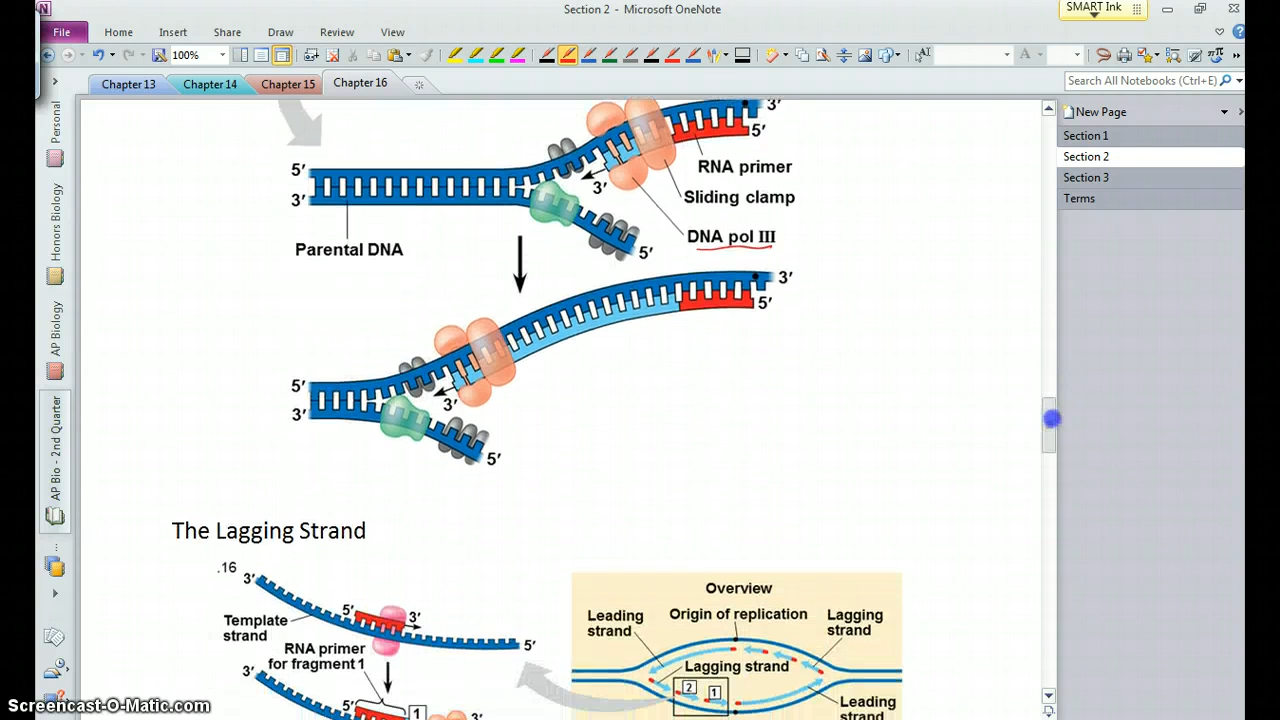 Section 2 - Microsoft OneNote
SMART Ink
File Home Insert Share Draw Review View
100%
Chapter 13 Chapter 14 Chapter 15 Chapter 16
Search All Notebooks (Ctrl+E)
New Page
Section 1
Section 2
Section 3
Terms
Personal
Honors Biology
AP Biology
AP Bio - 2nd Quarter
3′
5′
RNA primer
5′
3′
3′
Sliding clamp
DNA pol III
Parental DNA
5′
3′
5′
5′
3′
3′
5′
The Lagging Strand
.16
3′
5′
3′
Template
strand
5′
RNA primer
for fragment 1
3′
5′
1
3′
Overview
Leading
strand
Origin of replication
Lagging
strand
Lagging strand
2
1
Leading
strand
Screencast-O-Matic.com